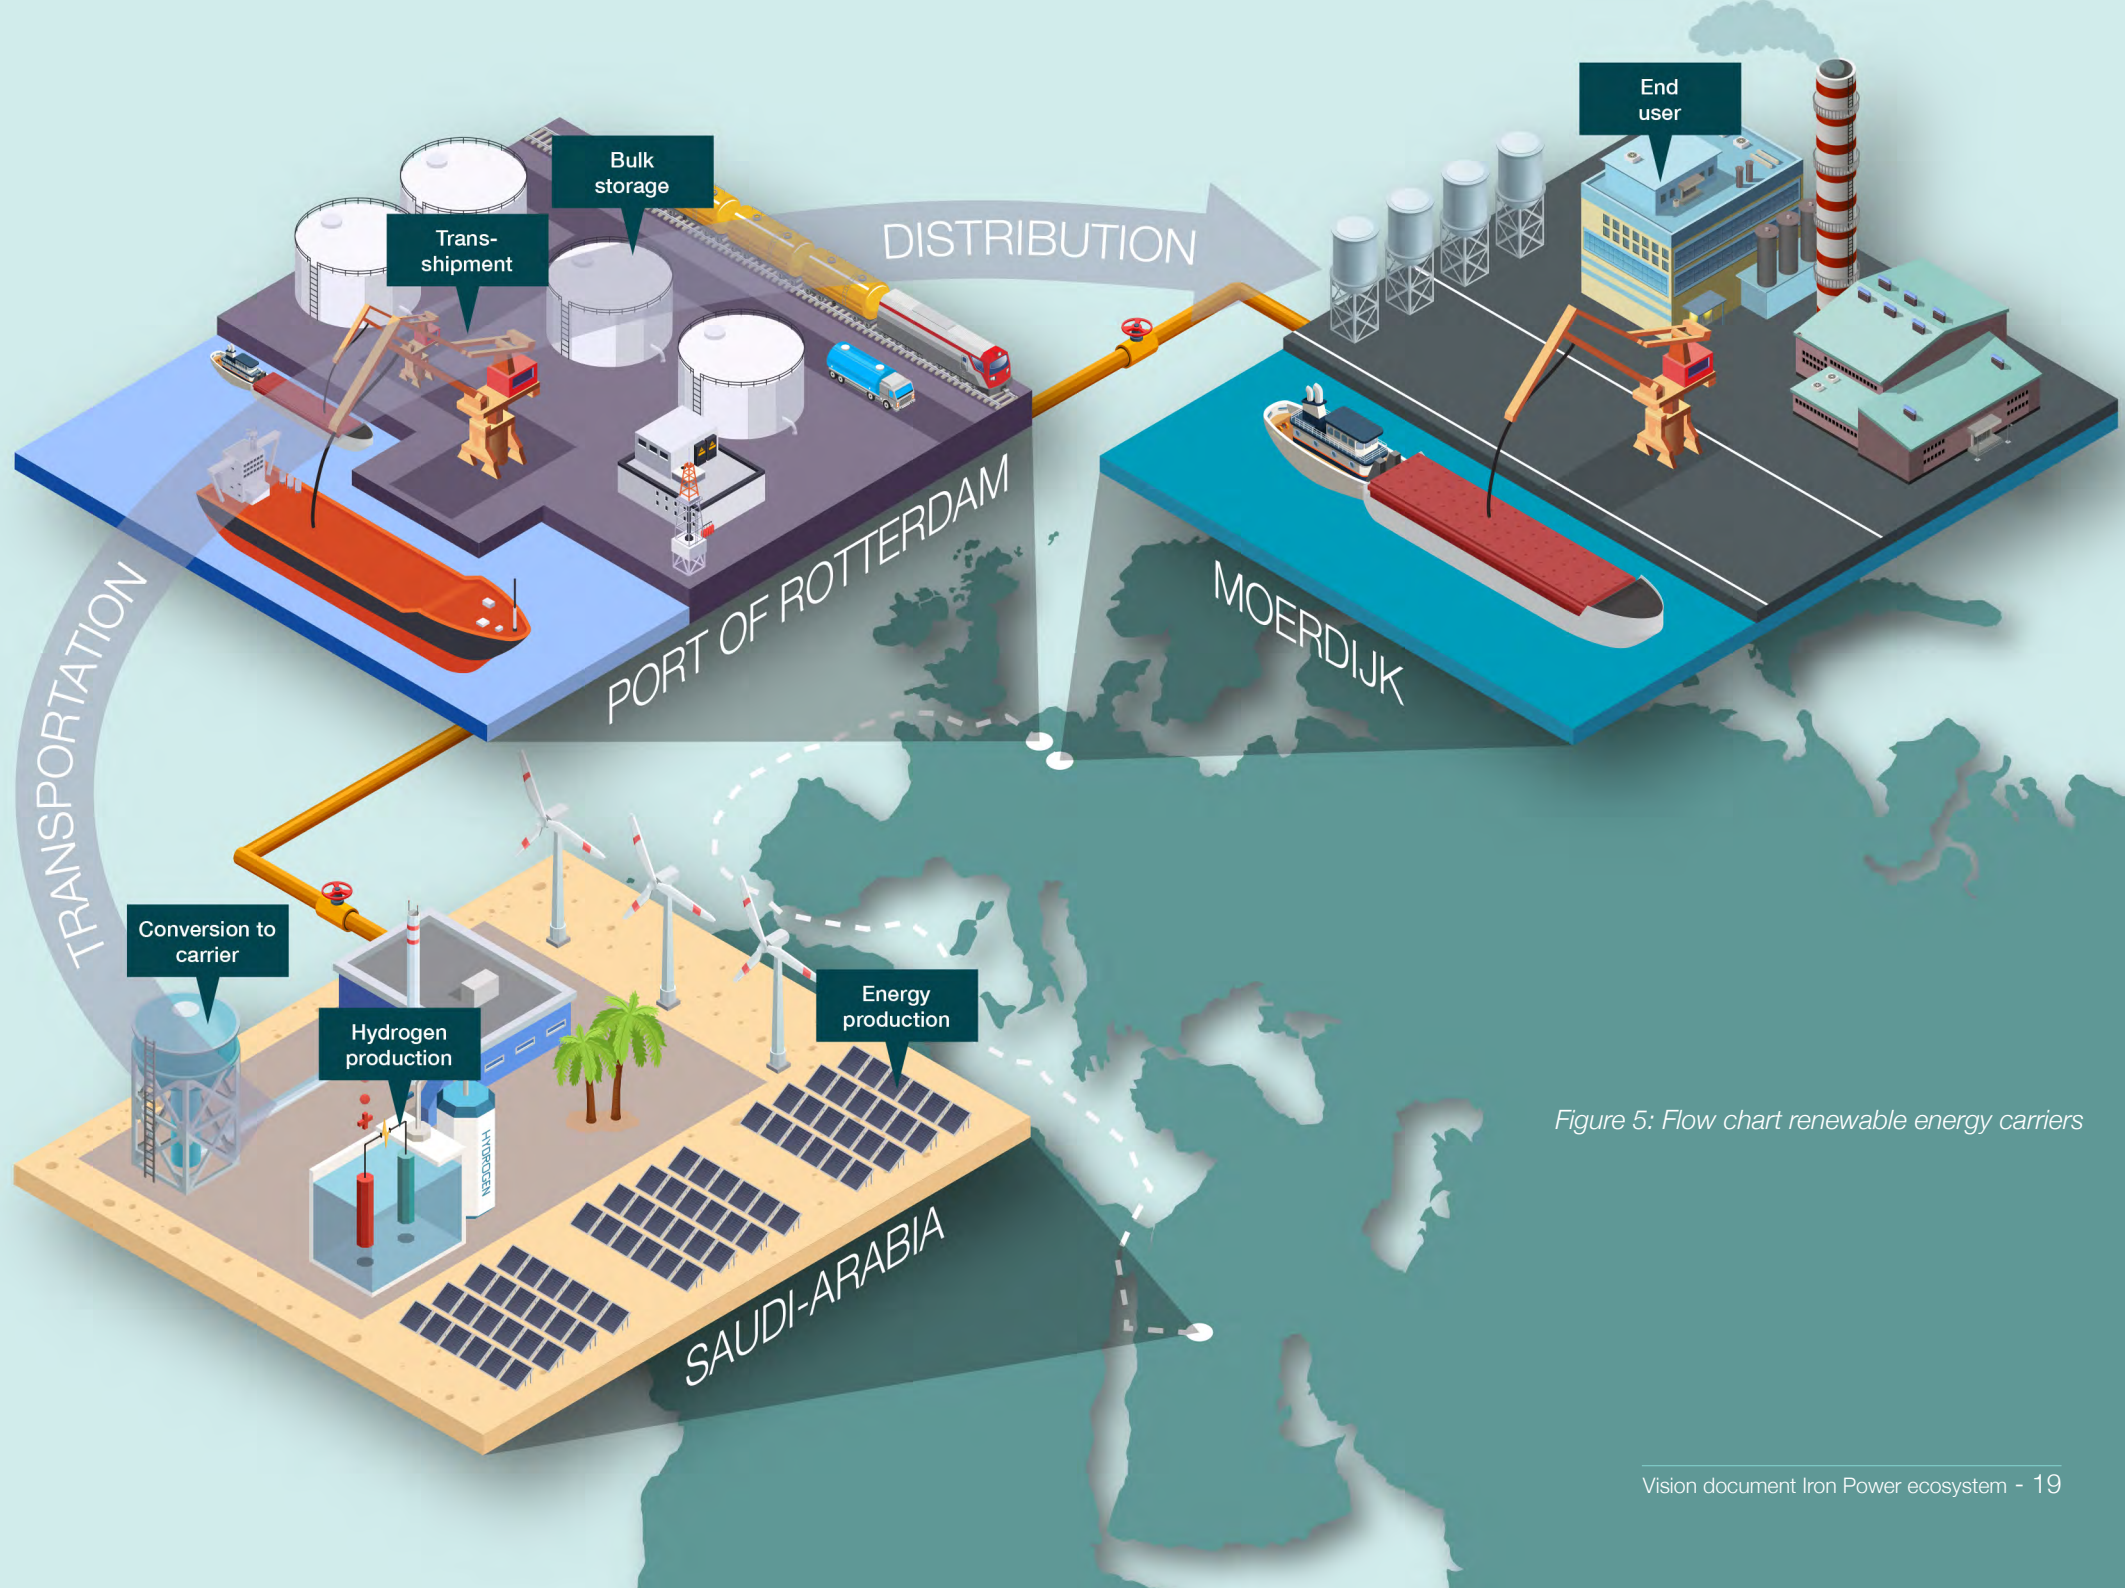 End
user
Bulk
storage
Trans-
shipment
DISTRIBUTION
PORT OF ROTTERDAM
MOERDIJK
TRANSPORTATION
Conversion to
carrier
Hydrogen
production
Energy
production
HYDROGEN
SAUDI-ARABIA
Figure 5: Flow chart renewable energy carriers
Vision document Iron Power ecosystem - 19